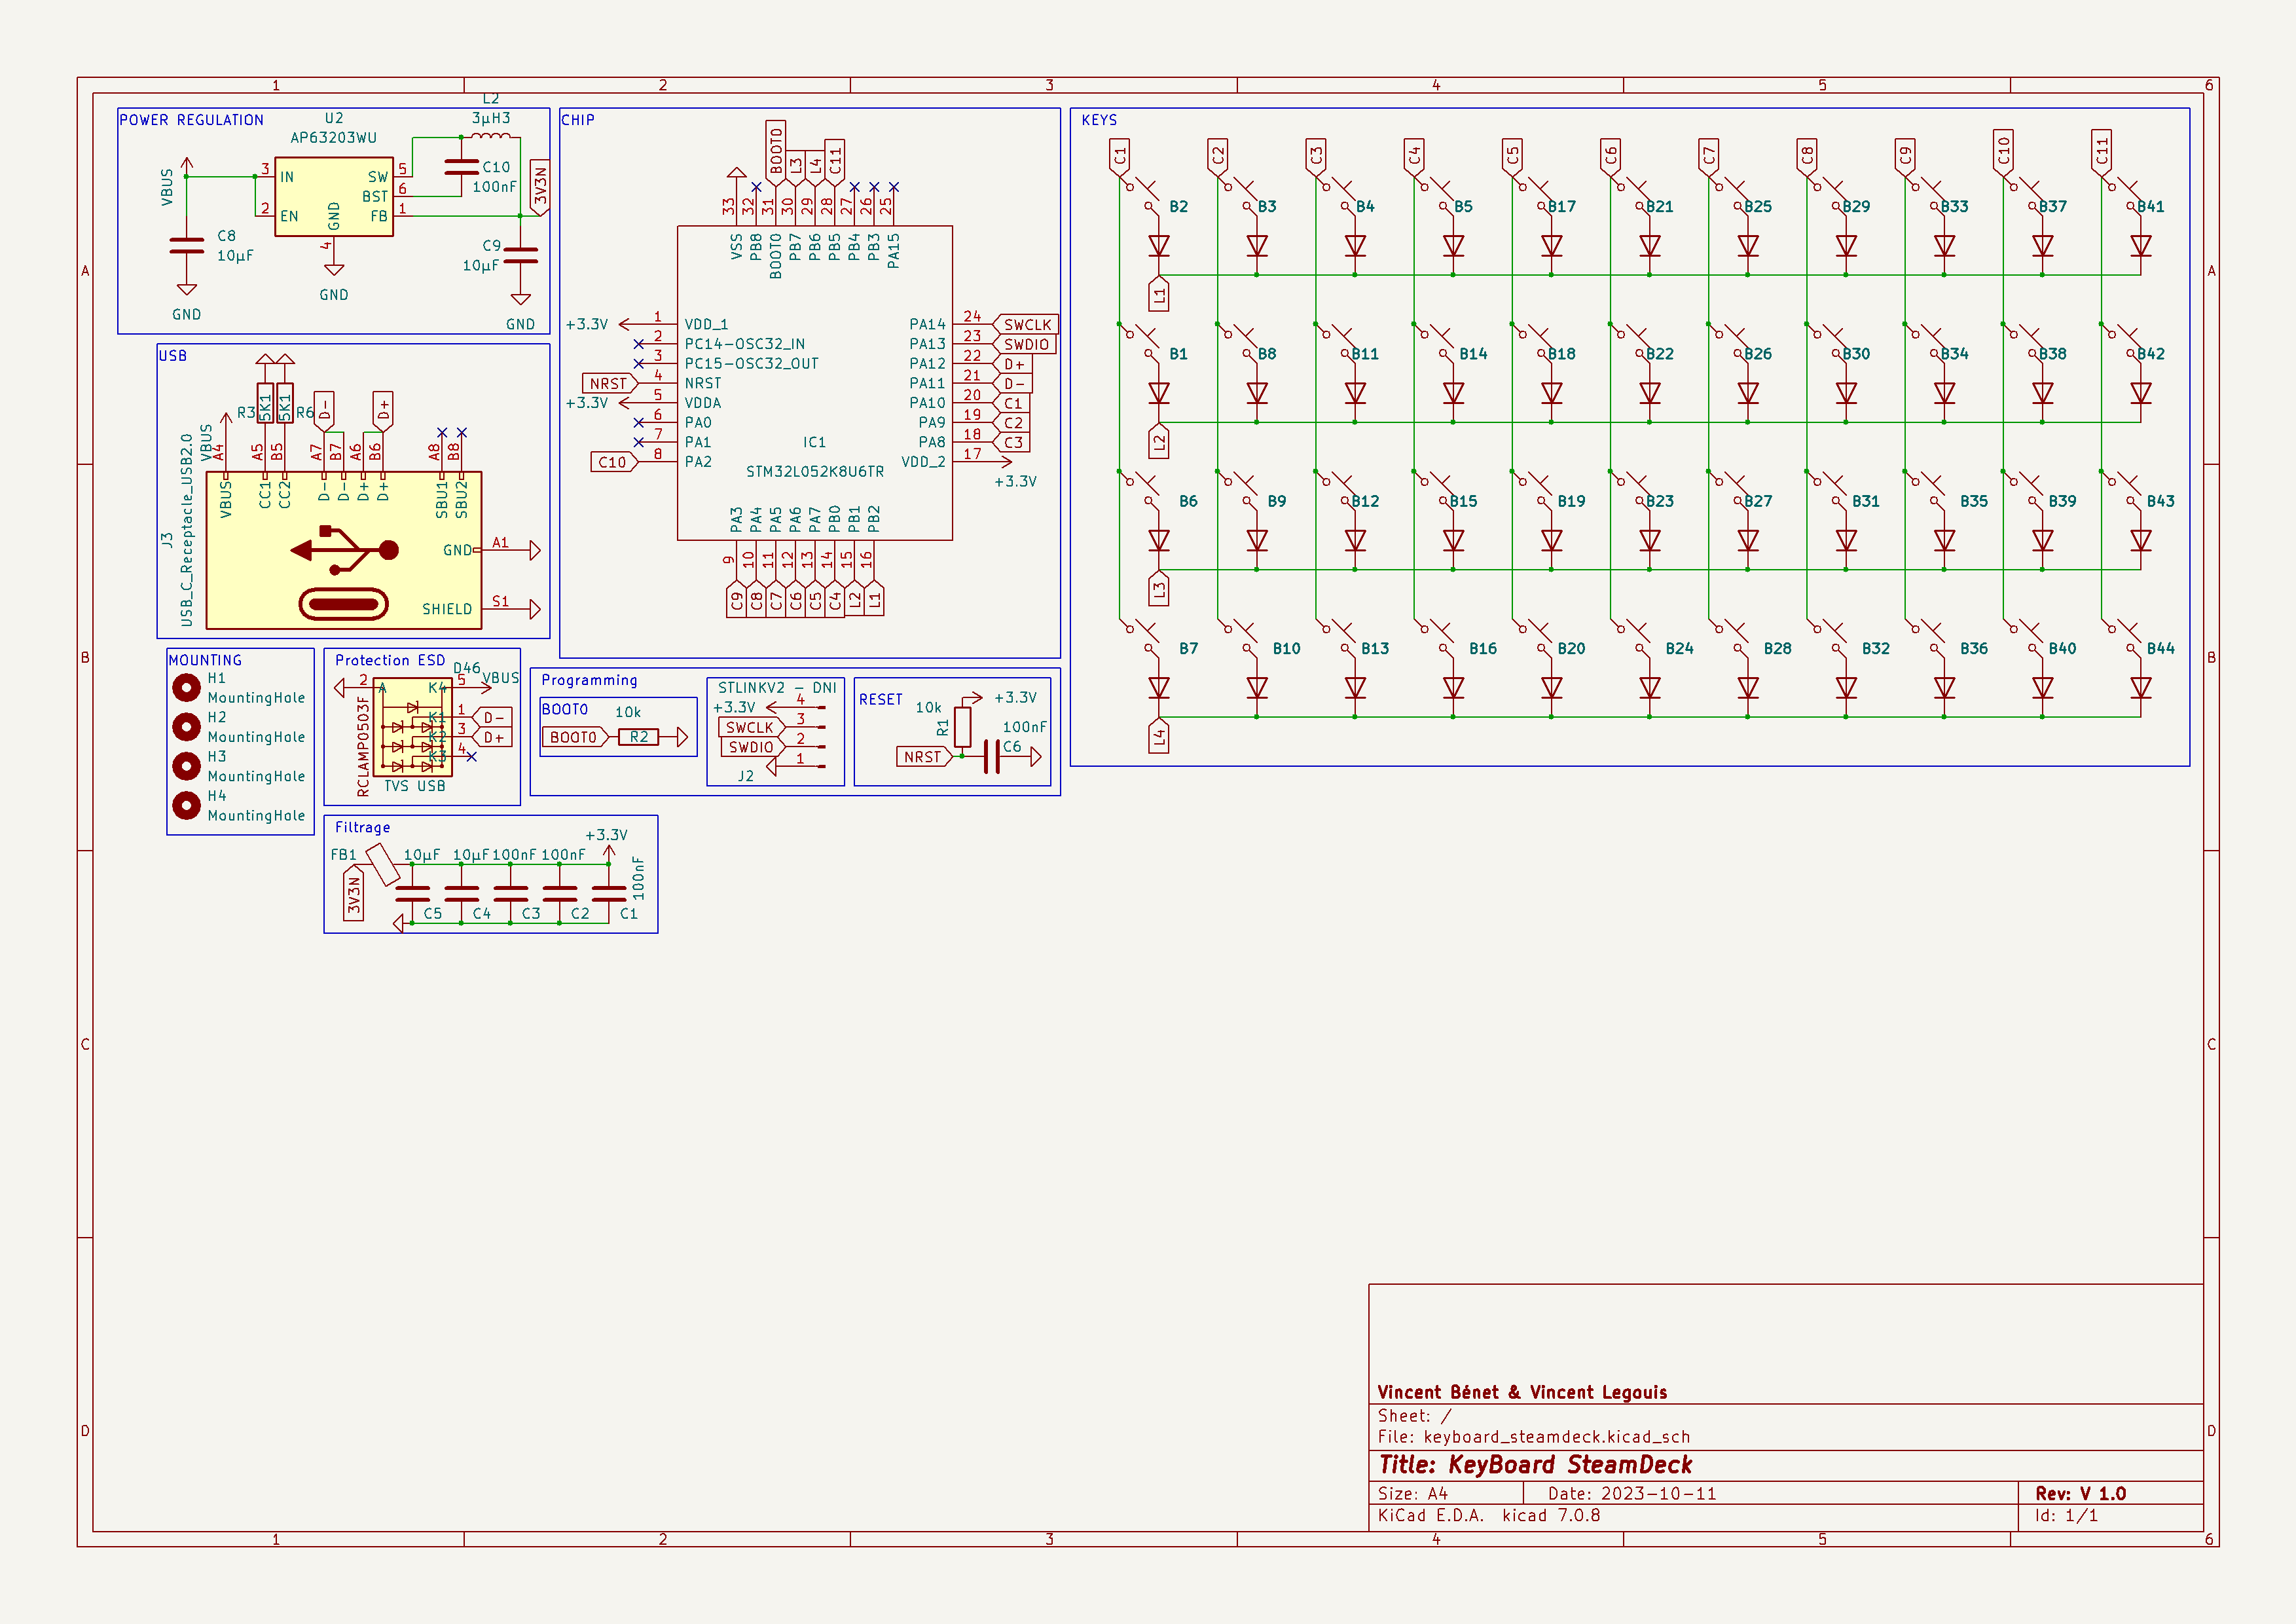 1 2 3 4 5 6
A A
B B
C C
D D
1 2 3 4 5 6
POWER REGULATION
U2
AP63203WU
L2
3µH3
VBUS
3 IN
2 EN
GND
4
SW 5
BST 6
FB 1
C10
100nF
3V3N
C8
10µF
C9
10µF
GND
GND
GND
USB
R3 5K1
5K1 R6
D-
D+
VBUS
A4 A5 B5 A7 B7 A6 B6 A8 B8
VBUS CC1 CC2 D- D- D+ D+ SBU1 SBU2
J3
USB_C_Receptacle_USB2.0
GND A1
SHIELD S1
MOUNTING
H1
MountingHole
H2
MountingHole
H3
MountingHole
H4
MountingHole
Protection ESD
D46
VBUS
2 A
K4 5
K1 1 D-
K2 3 D+
K3 4
RCLAMP0503F
TVS USB
Filtrage
+3.3V
FB1
10µF 10µF 100nF 100nF 100nF
3V3N
C5 C4 C3 C2 C1
CHIP
BOOT0 L3 L4 C11
33 32 31 30 29 28 27 26 25
VSS PB8 BOOT0 PB7 PB6 PB5 PB4 PB3 PA15
+3.3V 1 VDD_1
2 PC14-OSC32_IN
3 PC15-OSC32_OUT
NRST 4 NRST
+3.3V 5 VDDA
6 PA0
7 PA1
C10 8 PA2
PA14 24 SWCLK
PA13 23 SWDIO
PA12 22 D+
PA11 21 D-
PA10 20 C1
PA9 19 C2
PA8 18 C3
VDD_2 17
+3.3V
IC1
STM32L052K8U6TR
PA3 PA4 PA5 PA6 PA7 PB0 PB1 PB2
9 10 11 12 13 14 15 16
C9 C8 C7 C6 C5 C4 L2 L1
Programming
BOOT0
10k
BOOT0 R2
STLINKV2 - DNI
+3.3V 4
SWCLK 3
SWDIO 2
1
J2
RESET
10k
R1
+3.3V
100nF
C6
NRST
KEYS
C1 C2 C3 C4 C5 C6 C7 C8 C9 C10 C11
B2 B3 B4 B5 B17 B21 B25 B29 B33 B37 B41
L1
B1 B8 B11 B14 B18 B22 B26 B30 B34 B38 B42
L2
B6 B9 B12 B15 B19 B23 B27 B31 B35 B39 B43
L3
B7 B10 B13 B16 B20 B24 B28 B32 B36 B40 B44
L4
Vincent Bénet & Vincent Legouis
Sheet: /
File: keyboard_steamdeck.kicad_sch
Title: KeyBoard SteamDeck
Size: A4 Date: 2023-10-11 Rev: V 1.0
KiCad E.D.A. kicad 7.0.8 Id: 1/1